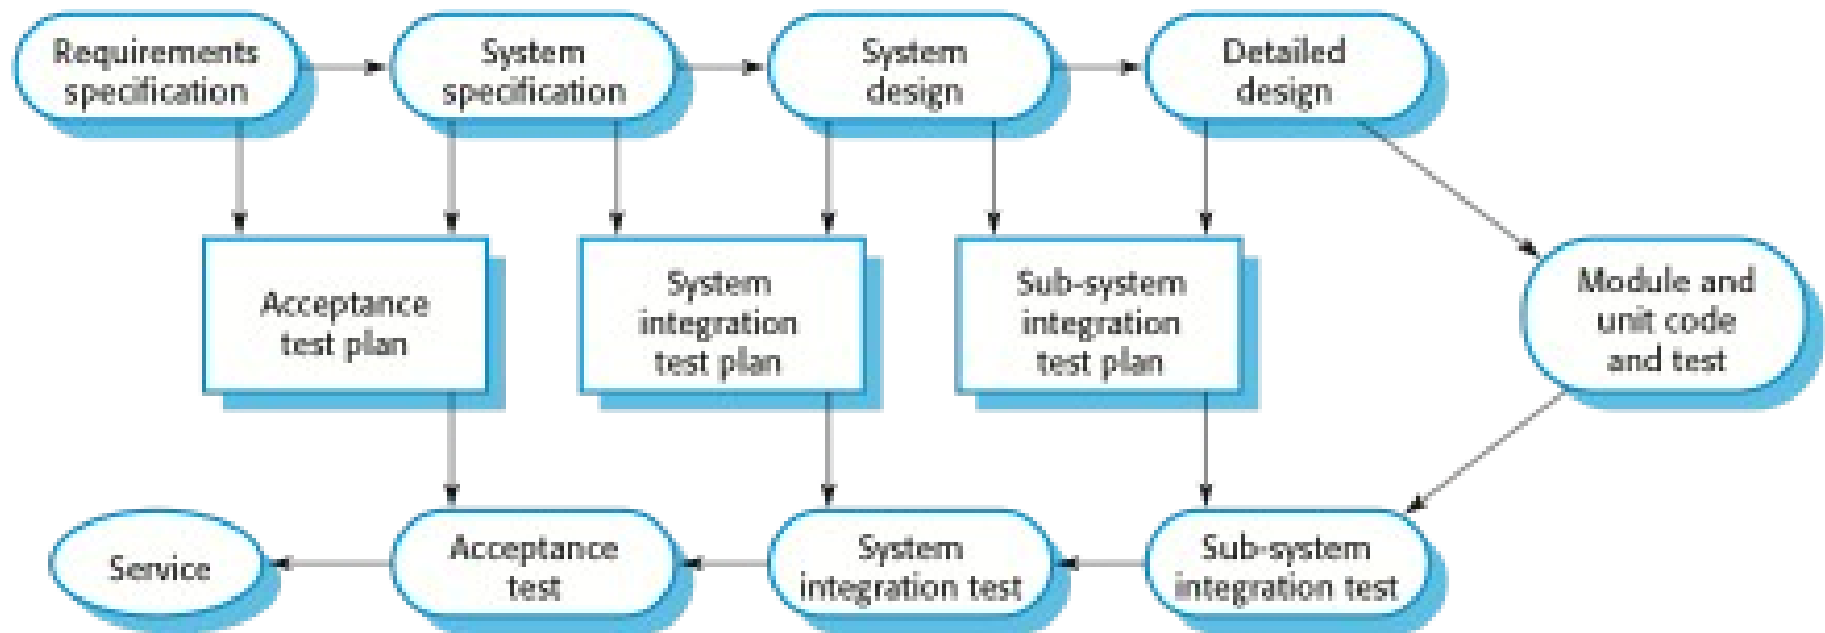 Requirements
specification
System
specification
System
design
Detailed
design
Acceptance
test plan
System
integration
test plan
Sub-system
integration
test plan
Module and
unit code
and test
Service
Acceptance
test
System
integration test
Sub-system
integration test